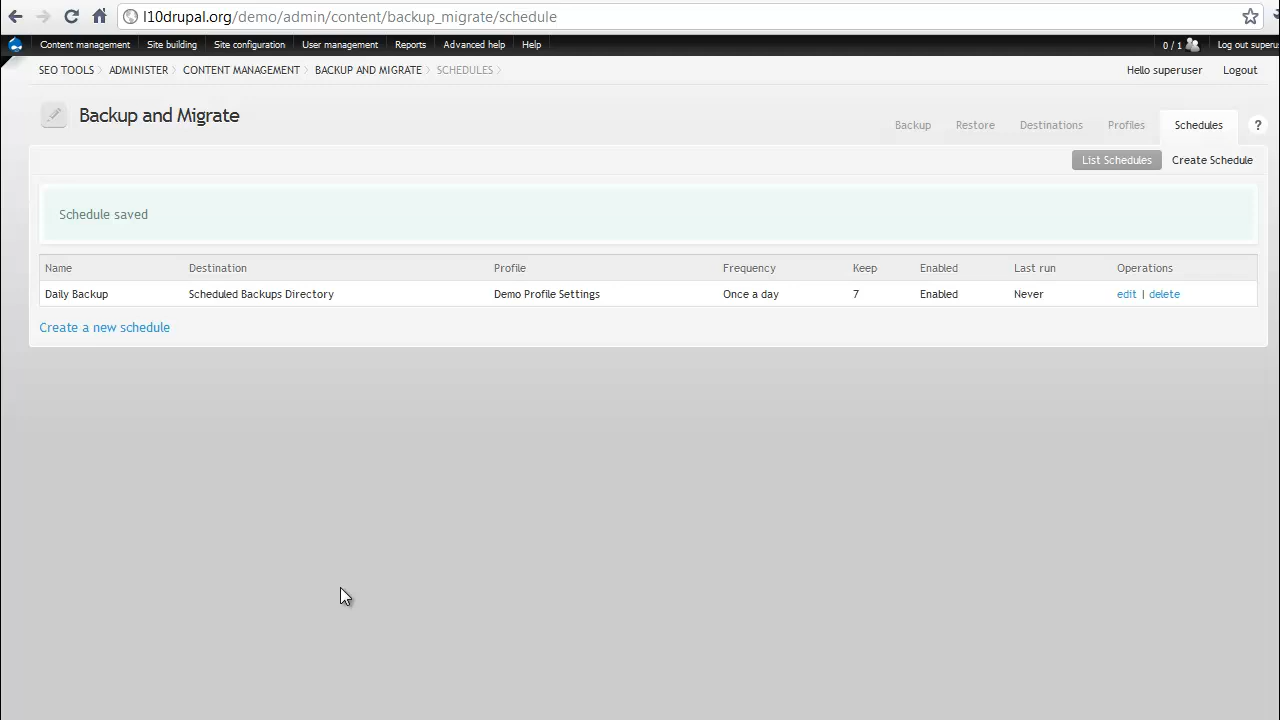 l10drupal.org/demo/admin/content/backup_migrate/schedule
Content management Site building Site configuration User management Reports Advanced help Help 0 / 1 Log out superu
SEO TOOLS ADMINISTER CONTENT MANAGEMENT BACKUP AND MIGRATE SCHEDULES Hello superuser Logout
Backup and Migrate
Backup Restore Destinations Profiles Schedules ?
List Schedules Create Schedule
Schedule saved
Name Destination Profile Frequency Keep Enabled Last run Operations
Daily Backup Scheduled Backups Directory Demo Profile Settings Once a day 7 Enabled Never edit | delete
Create a new schedule